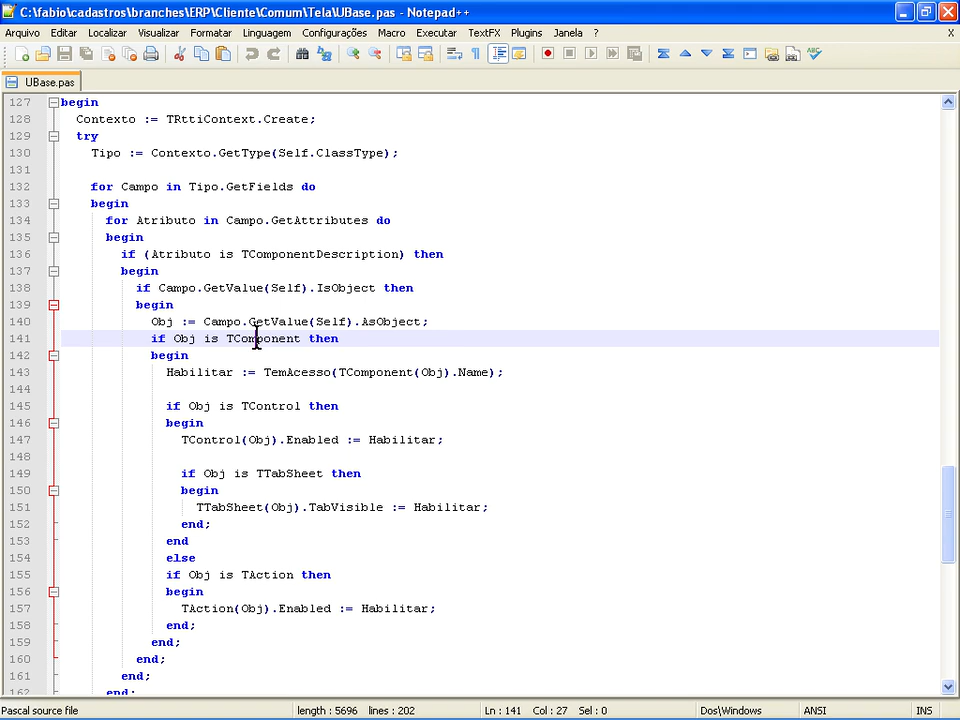 C:\fabio\cadastros\branches\ERP\Cliente\Comum\Tela\UBase.pas - Notepad++
Arquivo Editar Localizar Visualizar Formatar Linguagem Configurações Macro Executar TextFX Plugins Janela ? X
UBase.pas
127 begin
128 Contexto := TRttiContext.Create;
129 try
130 Tipo := Contexto.GetType(Self.ClassType);
131
132 for Campo in Tipo.GetFields do
133 begin
134 for Atributo in Campo.GetAttributes do
135 begin
136 if (Atributo is TComponentDescription) then
137 begin
138 if Campo.GetValue(Self).IsObject then
139 begin
140 Obj := Campo.GetValue(Self).AsObject;
141 if Obj is TComponent then
142 begin
143 Habilitar := TemAcesso(TComponent(Obj).Name);
144
145 if Obj is TControl then
146 begin
147 TControl(Obj).Enabled := Habilitar;
148
149 if Obj is TTabSheet then
150 begin
151 TTabSheet(Obj).TabVisible := Habilitar;
152 end;
153 end
154 else
155 if Obj is TAction then
156 begin
157 TAction(Obj).Enabled := Habilitar;
158 end;
159 end;
160 end;
161 end;
162 end;
Pascal source file length : 5696 lines : 202 Ln : 141 Col : 27 Sel : 0 Dos\Windows ANSI INS